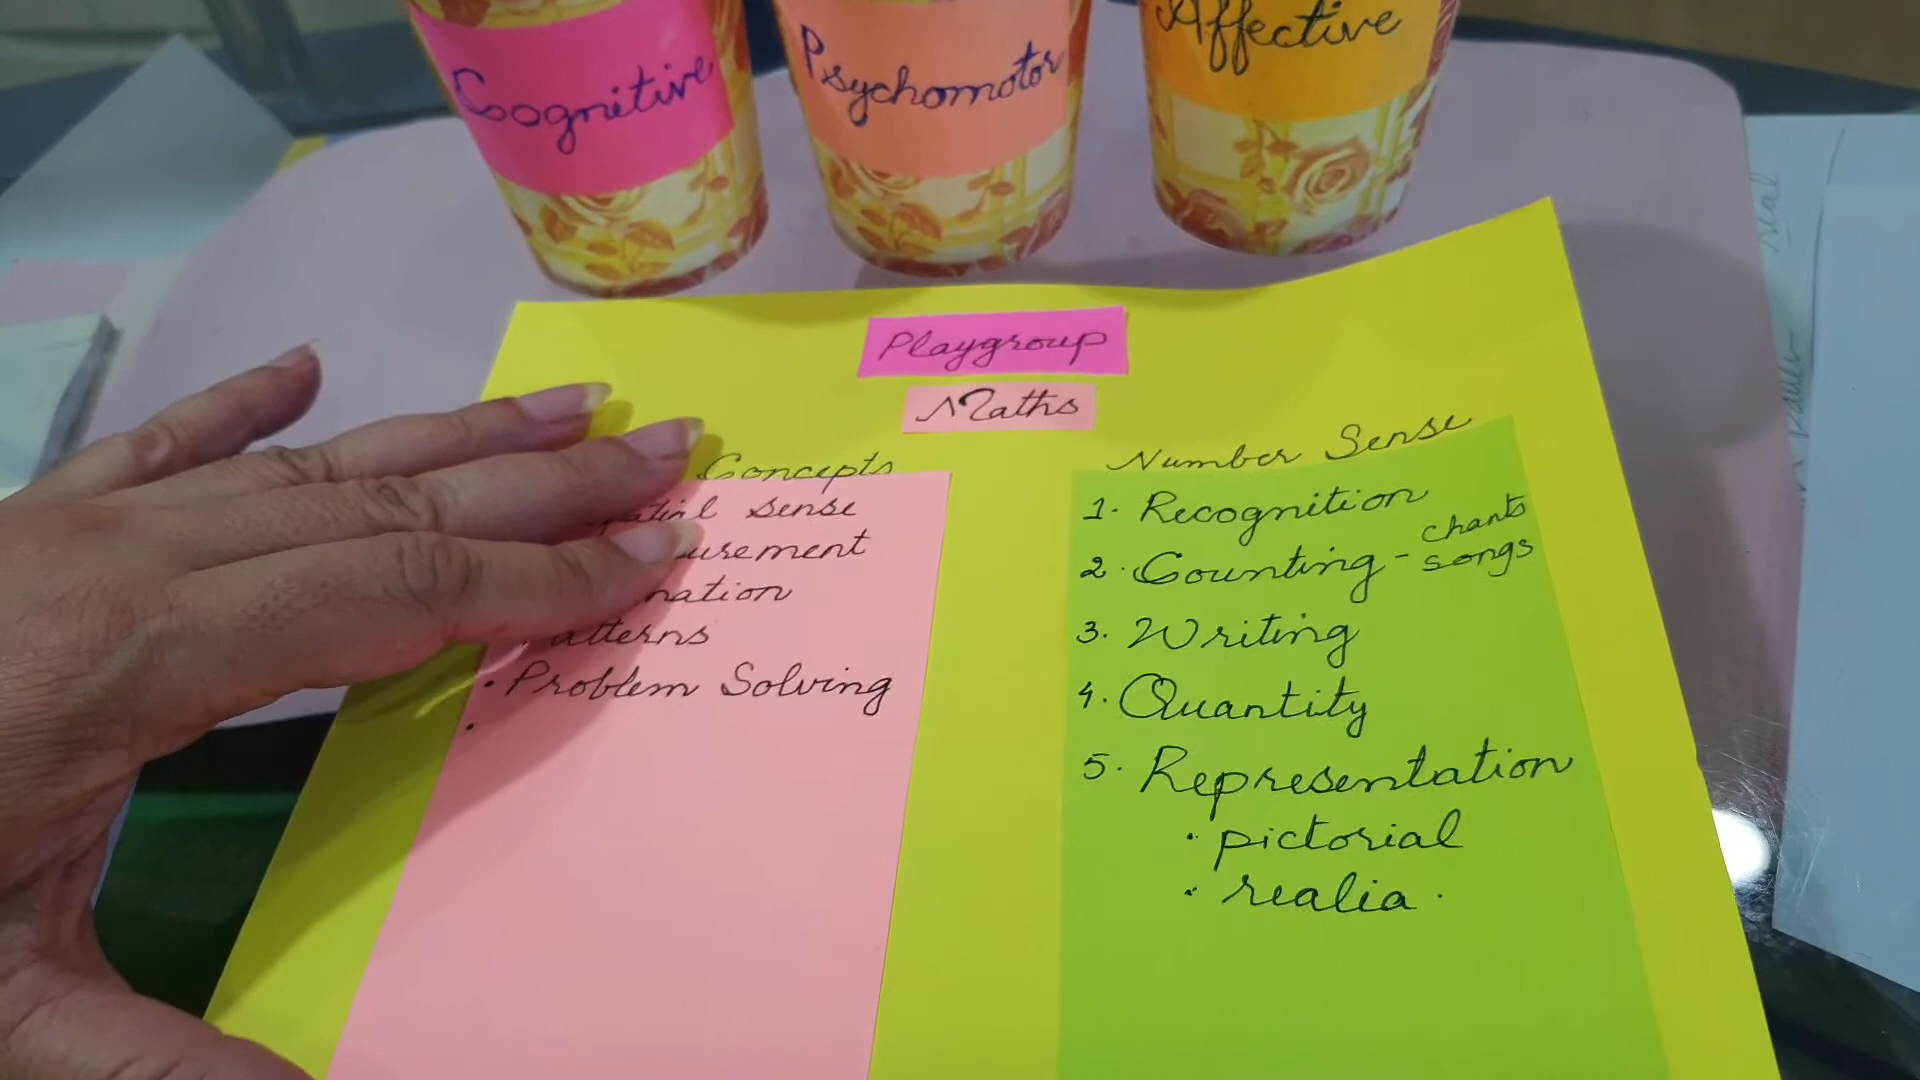 Cognitive
Psychomotor
Affective
Playgroup
Maths
Concepts
sense
Patterns
• Problem Solving
•
Number Sense
1. Recognition
2. Counting - chants songs
3. Writing
4. Quantity
5. Representation
• pictorial
• realia.